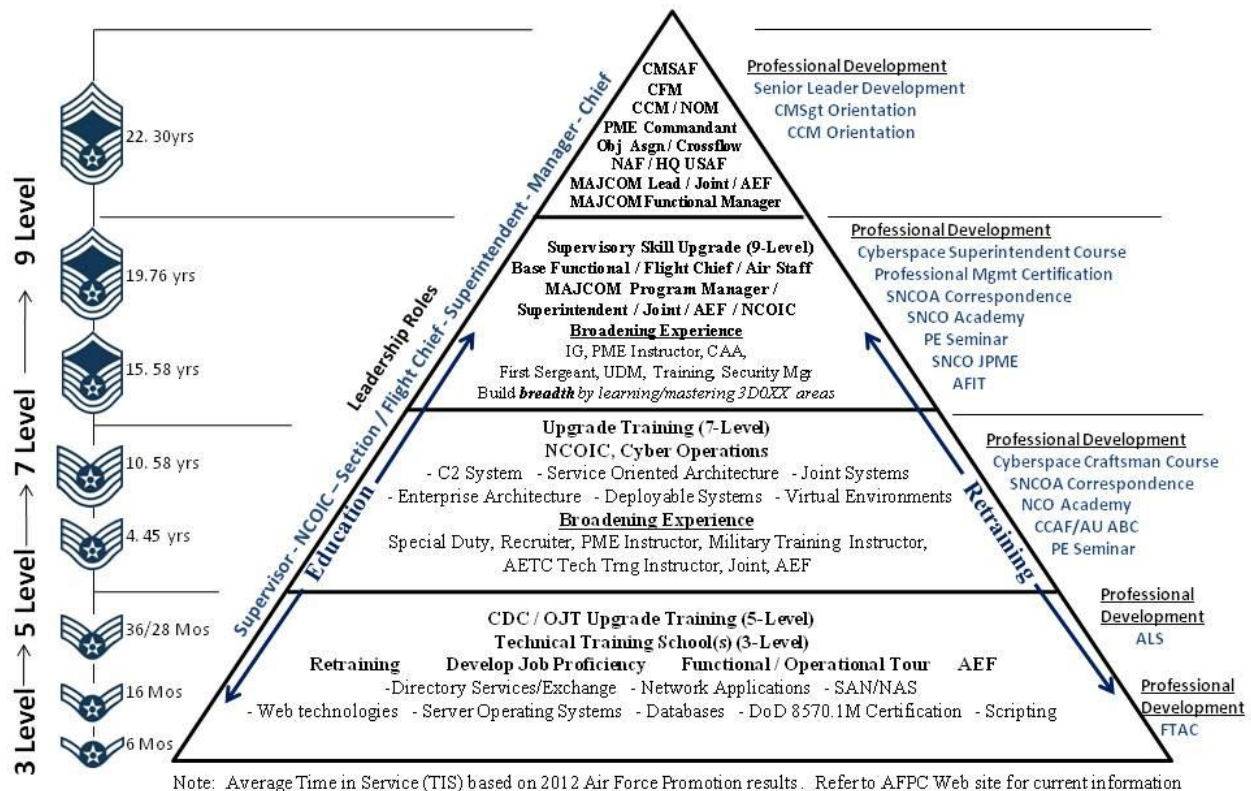 22. 30yrs
19.76 yrs
15. 58 yrs
10. 58 yrs
4. 45 yrs
36/28 Mos
16 Mos
6 Mos
3 Level → 5 Level → 7 Level → 9 Level
Leadership Roles
Supervisor - NCOIC – Section / Flight Chief - Superintendent - Manager - Chief
Education
Retraining
CMSAF
CFM
CCM / NOM
PME Commandant
Obj Asgn / Crossflow
NAF / HQ USAF
MAJCOM Lead / Joint / AEF
MAJCOM Functional Manager
Supervisory Skill Upgrade (9-Level)
Base Functional / Flight Chief / Air Staff
MAJCOM Program Manager /
Superintendent / Joint / AEF / NCOIC
Broadening Experience
IG, PME Instructor, CAA,
First Sergeant, UDM, Training, Security Mgr
Build breadth by learning/mastering 3D0XX areas
Upgrade Training (7-Level)
NCOIC, Cyber Operations
- C2 System - Service Oriented Architecture - Joint Systems
- Enterprise Architecture - Deployable Systems - Virtual Environments
Broadening Experience
Special Duty, Recruiter, PME Instructor, Military Training Instructor,
AETC Tech Trng Instructor, Joint, AEF
CDC / OJT Upgrade Training (5-Level)
Technical Training School(s) (3-Level)
Retraining Develop Job Proficiency Functional / Operational Tour AEF
-Directory Services/Exchange - Network Applications - SAN/NAS
- Web technologies - Server Operating Systems - Databases - DoD 8570.1M Certification - Scripting
Professional Development
Senior Leader Development
CMSgt Orientation
CCM Orientation
Professional Development
Cyberspace Superintendent Course
Professional Mgmt Certification
SNCOA Correspondence
SNCO Academy
PE Seminar
SNCO JPME
AFIT
Professional Development
Cyberspace Craftsman Course
SNCOA Correspondence
NCO Academy
CCAF/AU ABC
PE Seminar
Professional
Development
ALS
Professional
Development
FTAC
Note: Average Time in Service (TIS) based on 2012 Air Force Promotion results. Refer to AFPC Web site for current information